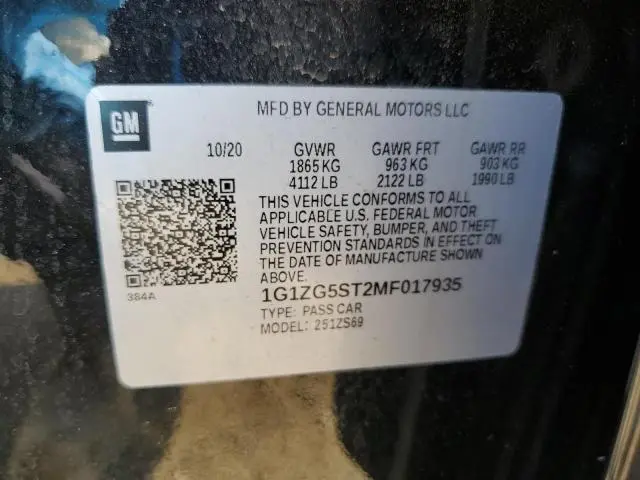 GM
MFD BY GENERAL MOTORS LLC
10/20 GVWR GAWR FRT GAWR RR
1865 KG 963 KG 903 KG
4112 LB 2122 LB 1990 LB
THIS VEHICLE CONFORMS TO ALL
APPLICABLE U.S. FEDERAL MOTOR
VEHICLE SAFETY, BUMPER, AND THEFT
PREVENTION STANDARDS IN EFFECT ON
THE DATE OF MANUFACTURE SHOWN
ABOVE.
384A
1G1ZG5ST2MF017935
TYPE: PASS CAR
MODEL: 251ZS69